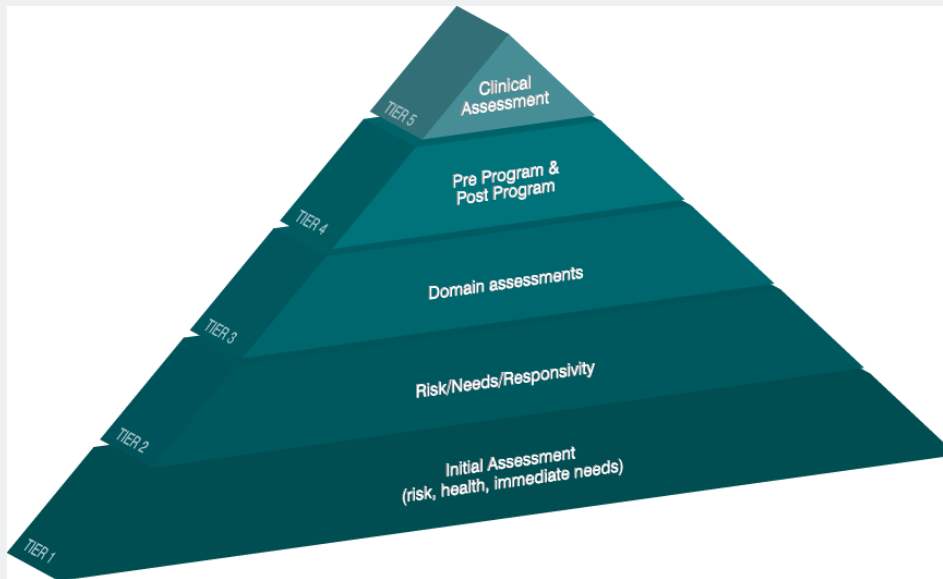 Clinical
Assessment
TIER 5
Pre Program &
Post Program
TIER 4
Domain assessments
TIER 3
Risk/Needs/Responsivity
TIER 2
Initial Assessment
(risk, health, immediate needs)
TIER 1